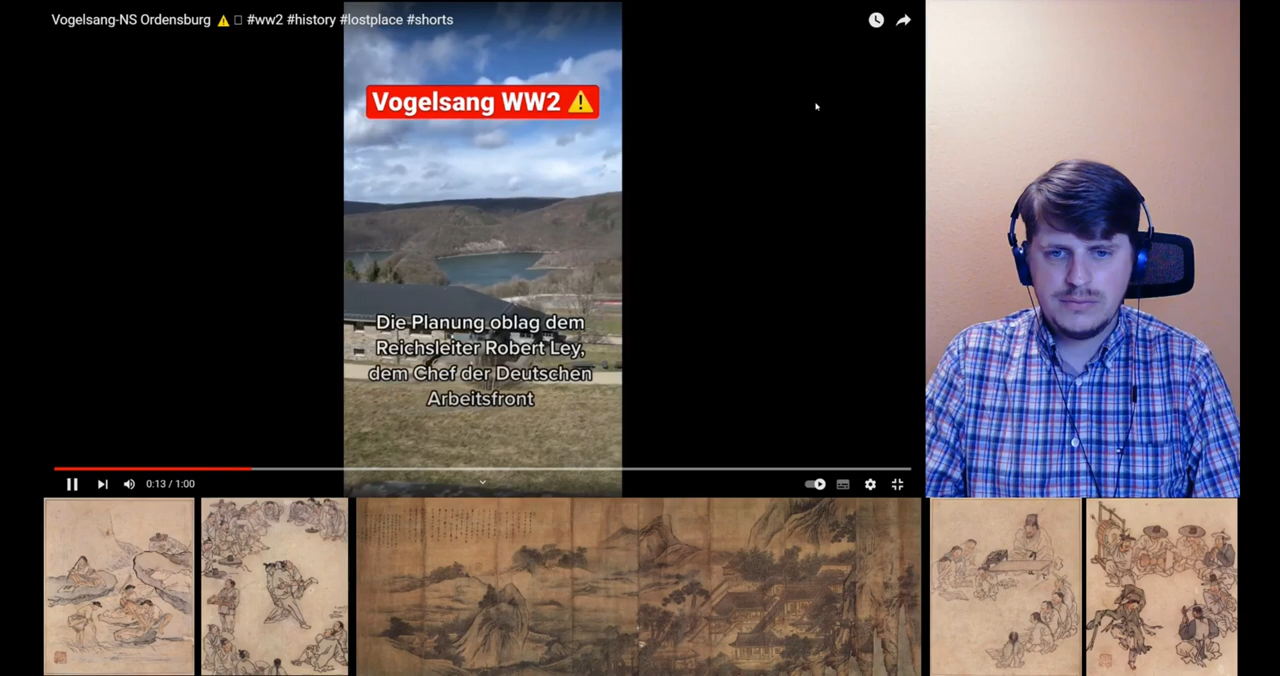 Vogelsang-NS Ordensburg ⚠️ #ww2 #history #lostplace #shorts
Vogelsang WW2 ⚠️
Die Planung oblag dem
Reichsleiter Robert Ley,
dem Chef der Deutschen
Arbeitsfront
0:13 / 1:00